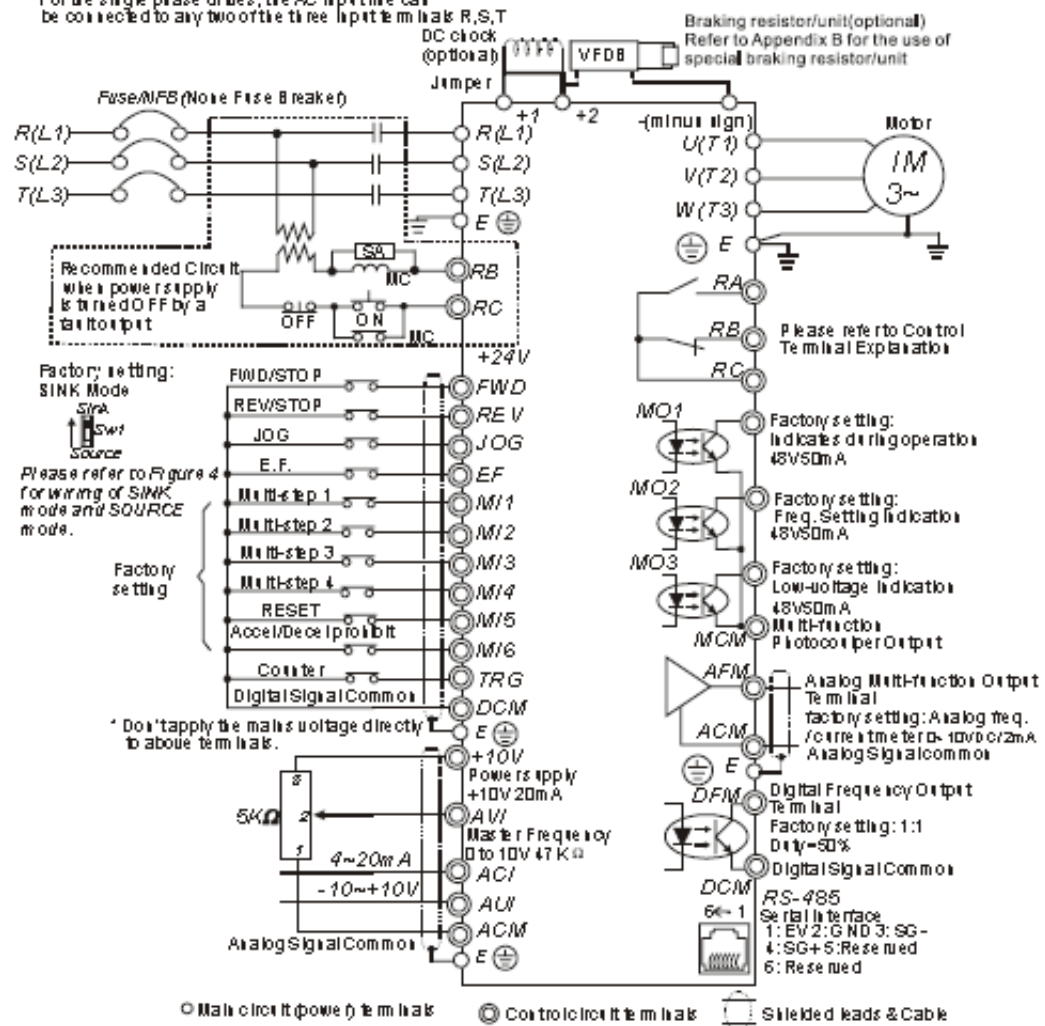 For the single phase drives, the AC input line can
be connected to any two of the three input terminals R,S,T
DC chock
(optional)
Jumper
VFDB
Braking resistor/unit(optional)
Refer to Appendix B for the use of
special braking resistor/unit
Fuse/NFB(None Fuse Breaker)
+1
+2
-(minus sign)
R(L1)
R(L1)
S(L2)
S(L2)
T(L3)
T(L3)
E
U(T1)
V(T2)
W(T3)
E
Motor
IM
3~
Recommended Circuit
when power supply
is turned OFF by a
fault output
SA
MC
OFF
ON
MC
RB
RC
+24V
RA
RB
RC
Please refer to Control
Terminal Explanation
Factory setting:
SINK Mode
Sink
Sw1
Source
Please refer to Figure 4
for wiring of SINK
mode and SOURCE
mode.
Factory
setting
FWD/STOP
FWD
REV/STOP
REV
JOG
JOG
E.F.
EF
Multi-step 1
MI1
Multi-step 2
MI2
Multi-step 3
MI3
Multi-step 4
MI4
RESET
MI5
Accel/Decel prohibit
MI6
Counter
TRG
Digital Signal Common
DCM
E
* Don't apply the mains voltage directly
to above terminals.
MO1
Factory setting:
indicates during operation
48V50mA
MO2
Factory setting:
Freq. Setting Indication
48V50mA
MO3
Factory setting:
Low-voltage Indication
48V50mA
MCM
Multi-function
Photocoulper Output
AFM
Analog Multi-function Output
Terminal
factory setting: Analog freq.
/ current meter 0~10VDC/2mA
ACM
Analog Signal common
E
DFM
Digital Frequency Output
Terminal
Factory setting: 1:1
Duty=50%
Digital Signal Common
DCM
+10V
Power supply
+10V 20mA
3
2
1
5KΩ
AVI
Master Frequency
0 to 10V 47KΩ
4~20mA
ACI
-10~+10V
AUI
ACM
Analog Signal Common
E
6← 1
RS-485
Serial Interface
1: EV 2: GND 3: SG-
4: SG+ 5: Reserved
6: Reserved
Main circuit (power) terminals
Control circuit terminals
Shielded leads & Cable